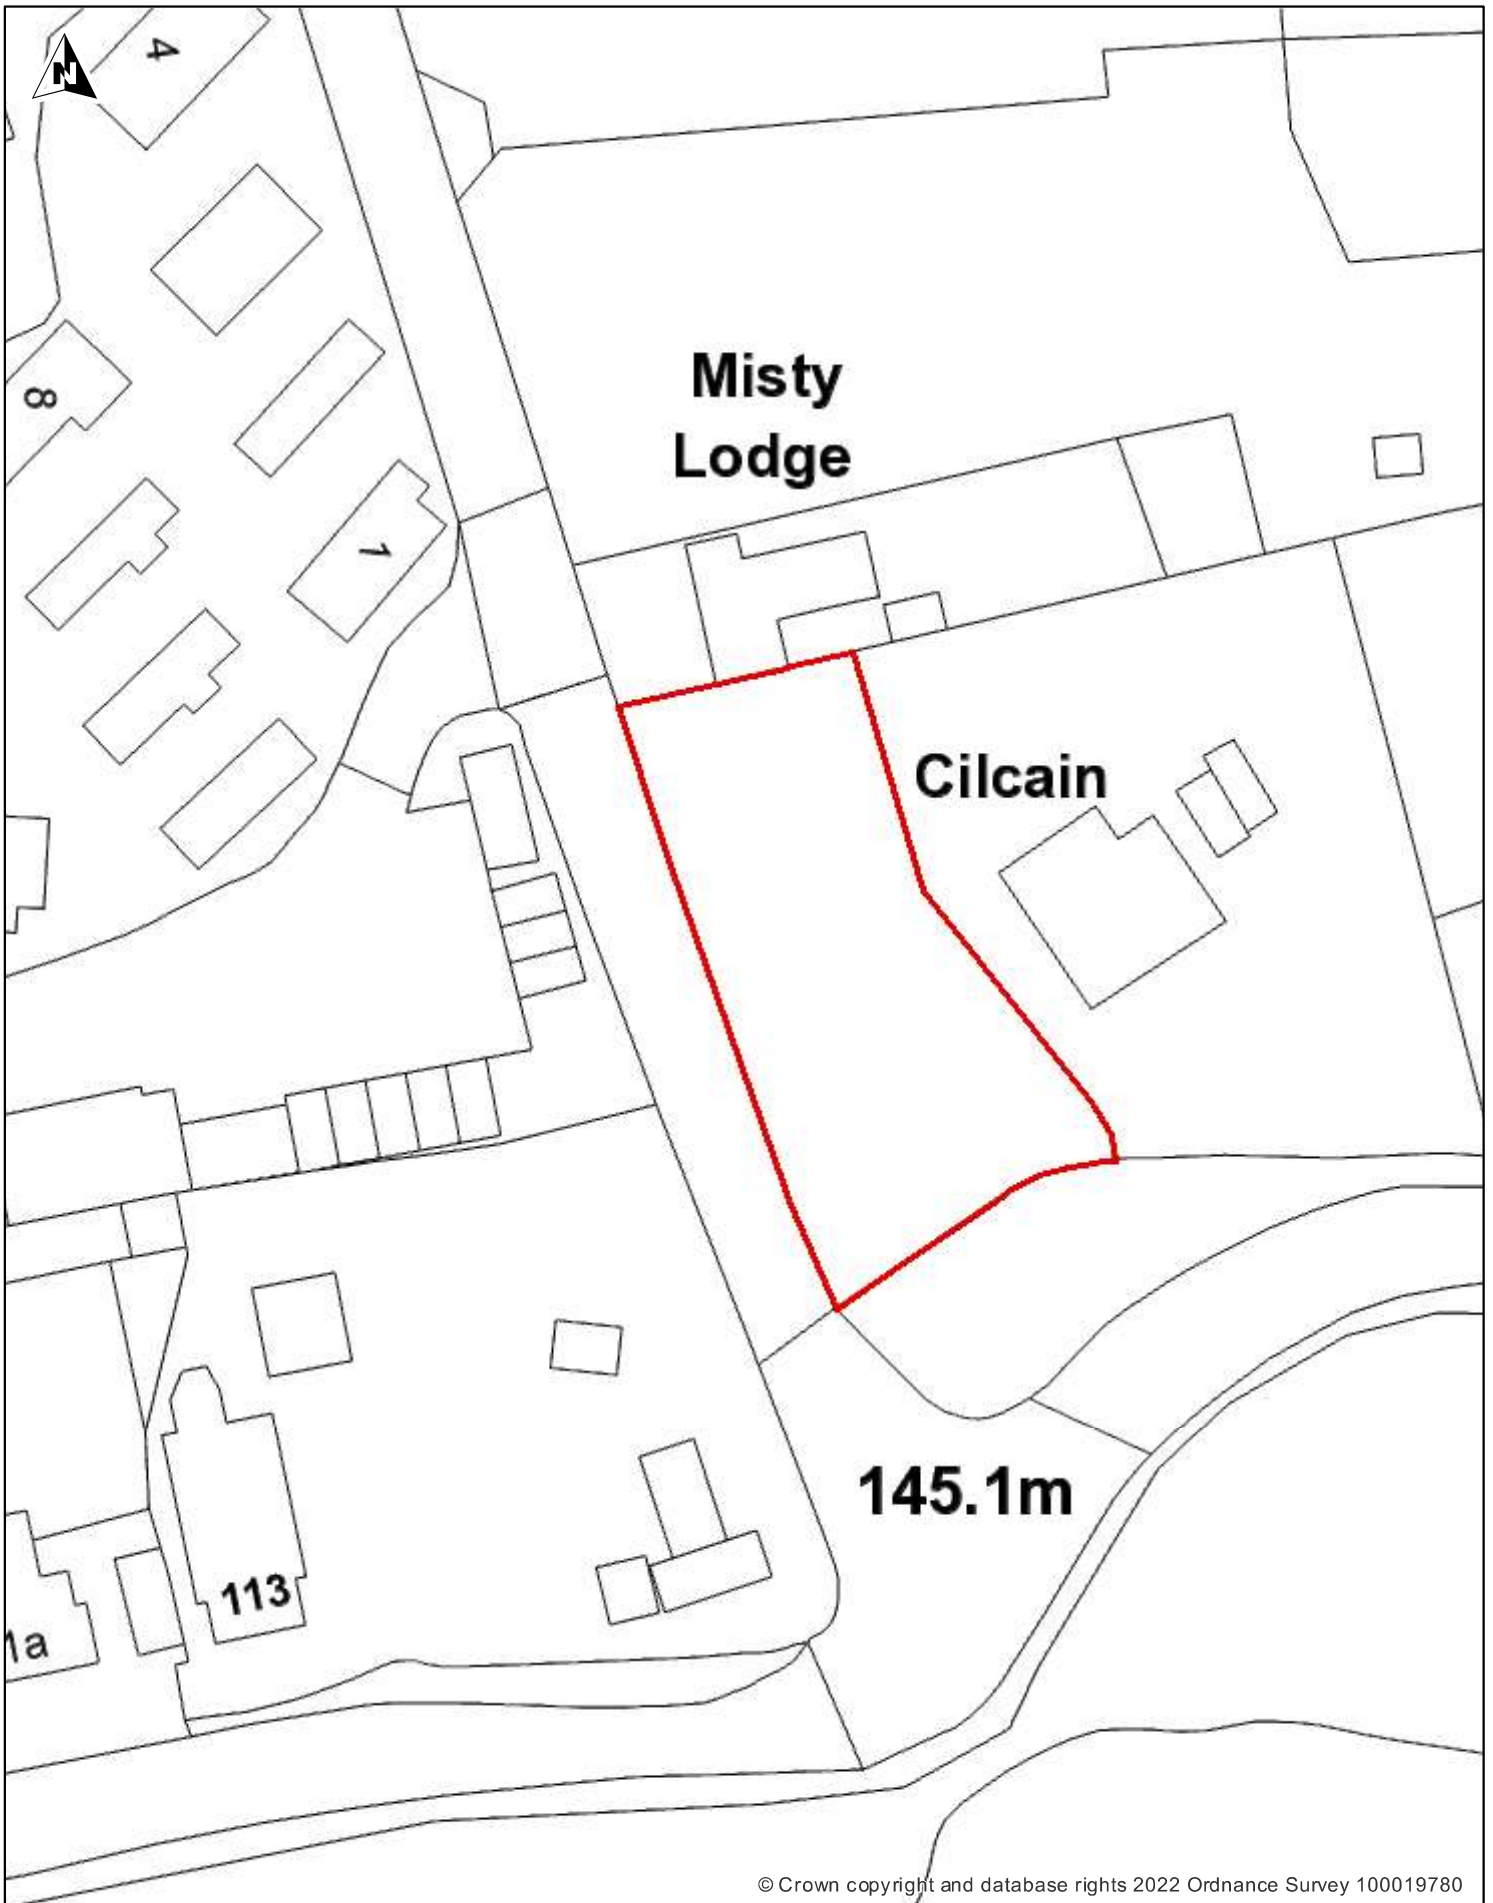 4
N
8
Misty
Lodge
1
Cilcain
145.1m
113
1a
© Crown copyright and database rights 2022 Ordnance Survey 100019780